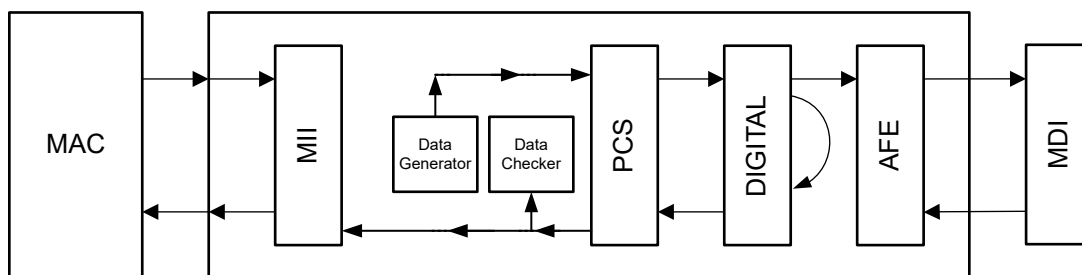 MAC
MII
Data
Generator
Data
Checker
PCS
DIGITAL
AFE
MDI